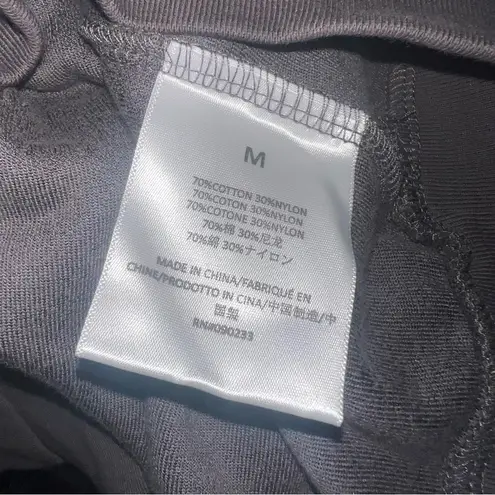 M
70%COTTON 30%NYLON
70%COTON 30%NYLON
70%COTONE 30%NYLON
70%棉 30%尼龙
70%綿 30%ナイロン
MADE IN CHINA/FABRIQUÉ EN
CHINE/PRODOTTO IN CINA/中国制造/中
国製
RN#090233